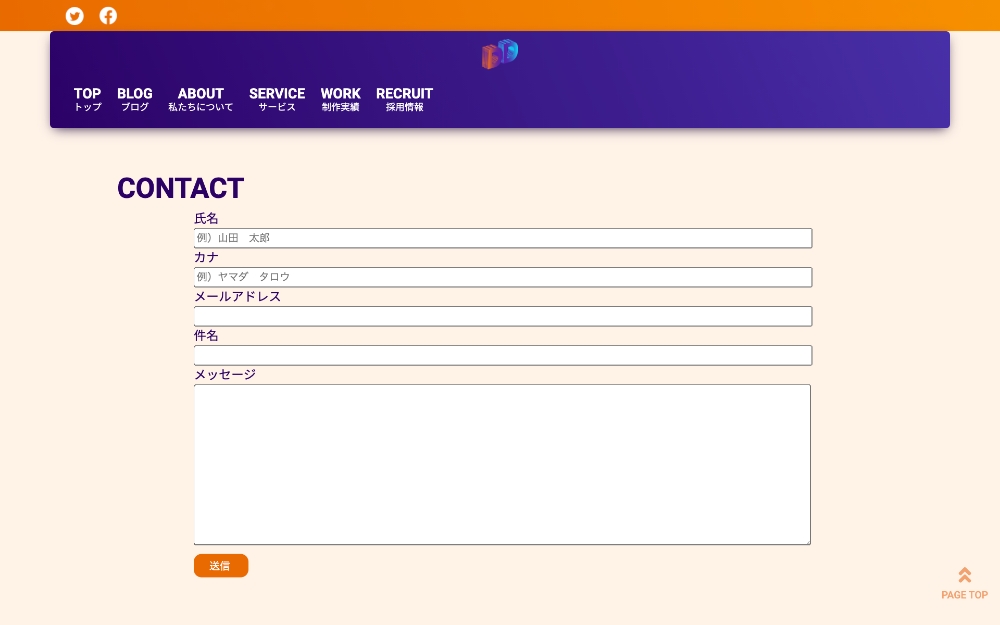 TOP BLOG ABOUT SERVICE WORK RECRUIT
トップ ブログ 私たちについて サービス 制作実績 採用情報
CONTACT
氏名
例）山田　太郎
カナ
例）ヤマダ　タロウ
メールアドレス
件名
メッセージ
送信
PAGE TOP